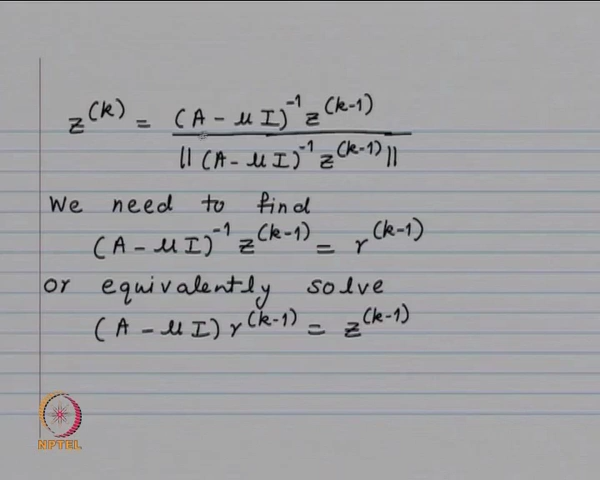 z^(k) = (A - μI)^-1 z^(k-1)
|| (A - μI)^-1 z^(k-1) ||
We need to find
(A - μI)^-1 z^(k-1) = r^(k-1)
or equivalently solve
(A - μI) r^(k-1) = z^(k-1)
NPTEL